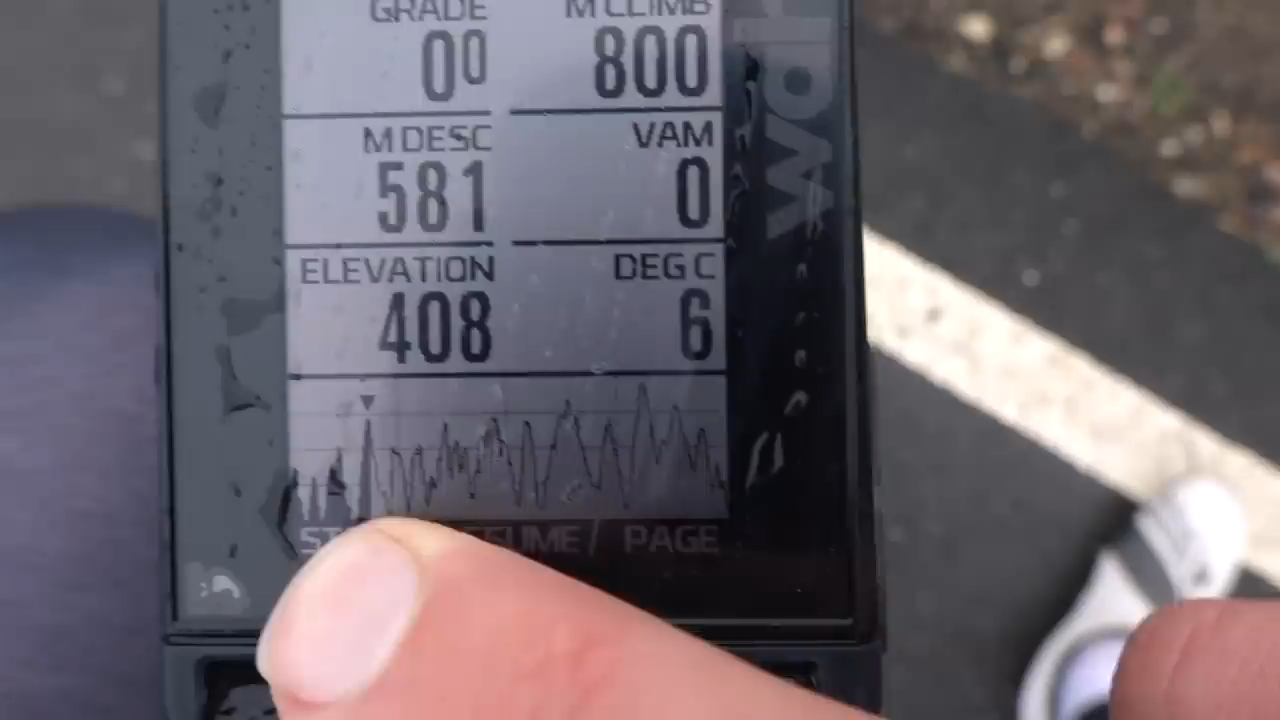 GRADE M CLIMB
0° 800
M DESC VAM
581 0
ELEVATION DEG C
408 6
PAGE